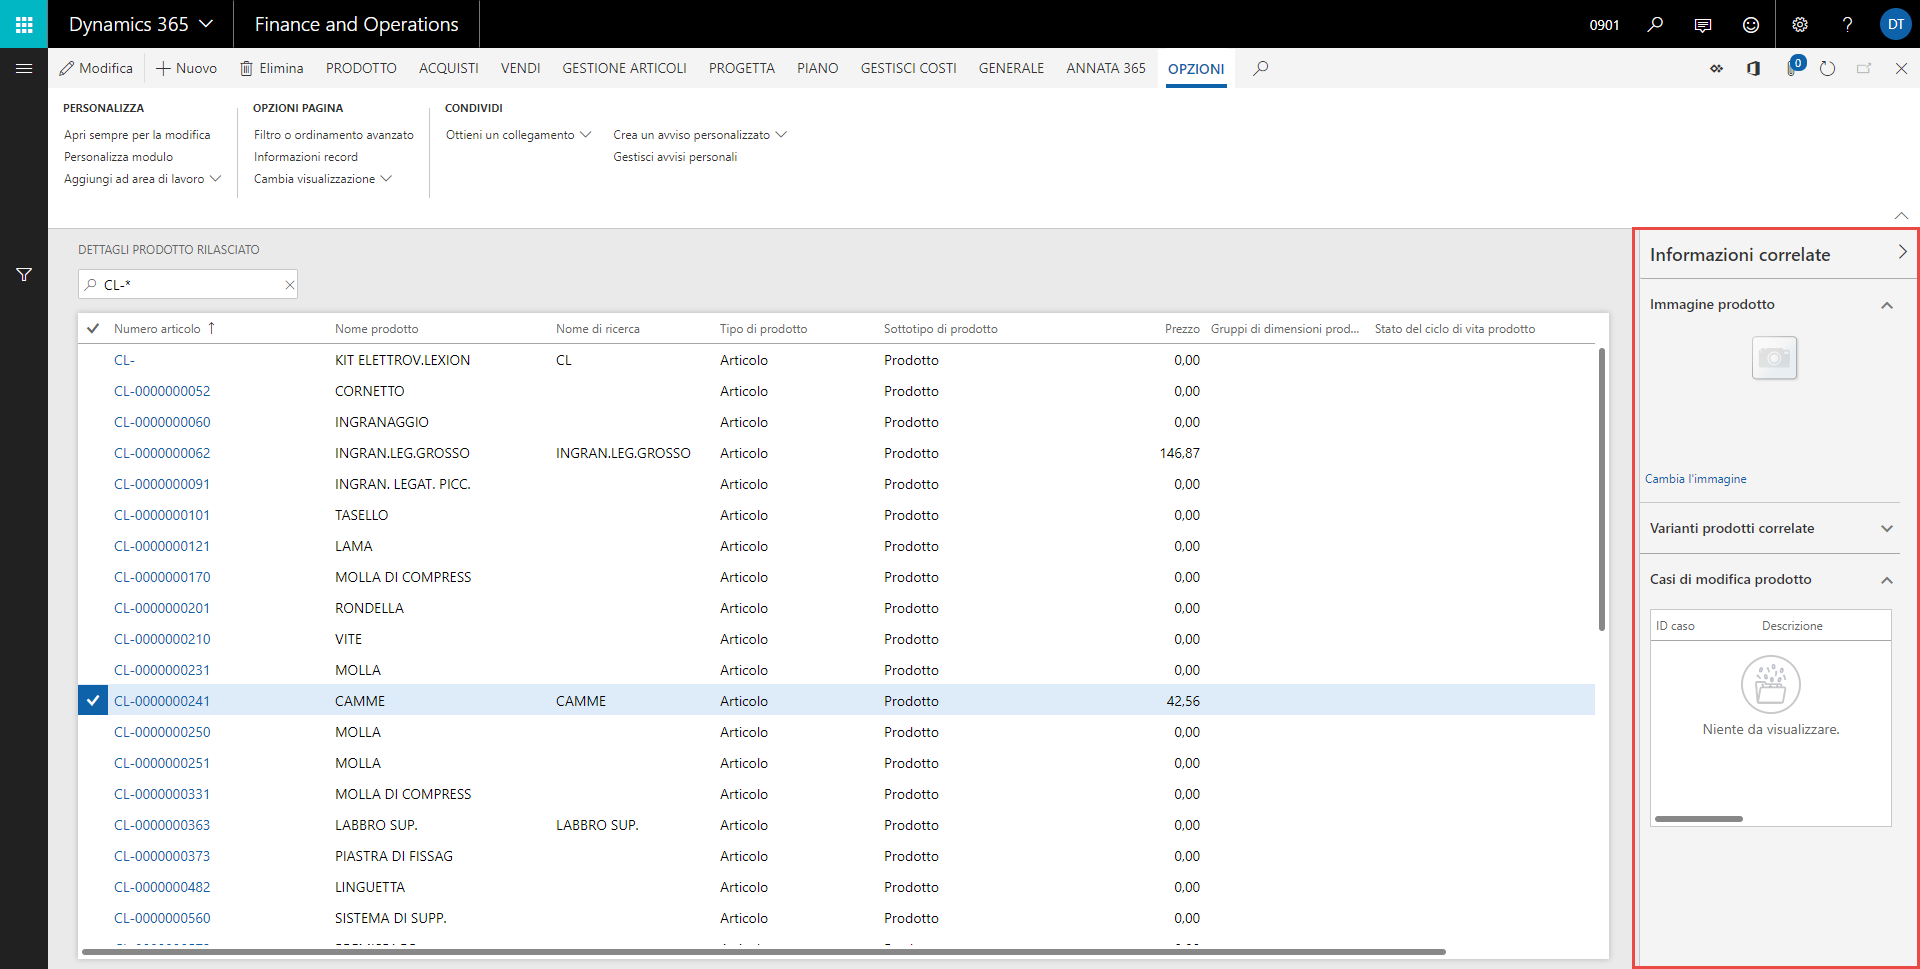 Dynamics 365 Finance and Operations 0901 ? DT
Modifica Nuovo Elimina PRODOTTO ACQUISTI VENDI GESTIONE ARTICOLI PROGETTA PIANO GESTISCI COSTI GENERALE ANNATA 365 OPZIONI 0
PERSONALIZZA
Apri sempre per la modifica
Personalizza modulo
Aggiungi ad area di lavoro
OPZIONI PAGINA
Filtro o ordinamento avanzato
Informazioni record
Cambia visualizzazione
CONDIVIDI
Ottieni un collegamento
Crea un avviso personalizzato
Gestisci avvisi personali
DETTAGLI PRODOTTO RILASCIATO
CL-*
Numero articolo ↑ Nome prodotto Nome di ricerca Tipo di prodotto Sottotipo di prodotto Prezzo Gruppi di dimensioni prod... Stato del ciclo di vita prodotto
CL- KIT ELETTROV.LEXION CL Articolo Prodotto 0,00
CL-0000000052 CORNETTO Articolo Prodotto 0,00
CL-0000000060 INGRANAGGIO Articolo Prodotto 0,00
CL-0000000062 INGRAN.LEG.GROSSO INGRAN.LEG.GROSSO Articolo Prodotto 146,87
CL-0000000091 INGRAN. LEGAT. PICC. Articolo Prodotto 0,00
CL-0000000101 TASELLO Articolo Prodotto 0,00
CL-0000000121 LAMA Articolo Prodotto 0,00
CL-0000000170 MOLLA DI COMPRESS Articolo Prodotto 0,00
CL-0000000201 RONDELLA Articolo Prodotto 0,00
CL-0000000210 VITE Articolo Prodotto 0,00
CL-0000000231 MOLLA Articolo Prodotto 0,00
CL-0000000241 CAMME CAMME Articolo Prodotto 42,56
CL-0000000250 MOLLA Articolo Prodotto 0,00
CL-0000000251 MOLLA Articolo Prodotto 0,00
CL-0000000331 MOLLA DI COMPRESS Articolo Prodotto 0,00
CL-0000000363 LABBRO SUP. LABBRO SUP. Articolo Prodotto 0,00
CL-0000000373 PIASTRA DI FISSAG Articolo Prodotto 0,00
CL-0000000482 LINGUETTA Articolo Prodotto 0,00
CL-0000000560 SISTEMA DI SUPP. Articolo Prodotto 0,00
Informazioni correlate
Immagine prodotto
Cambia l'immagine
Varianti prodotti correlate
Casi di modifica prodotto
ID caso Descrizione
Niente da visualizzare.